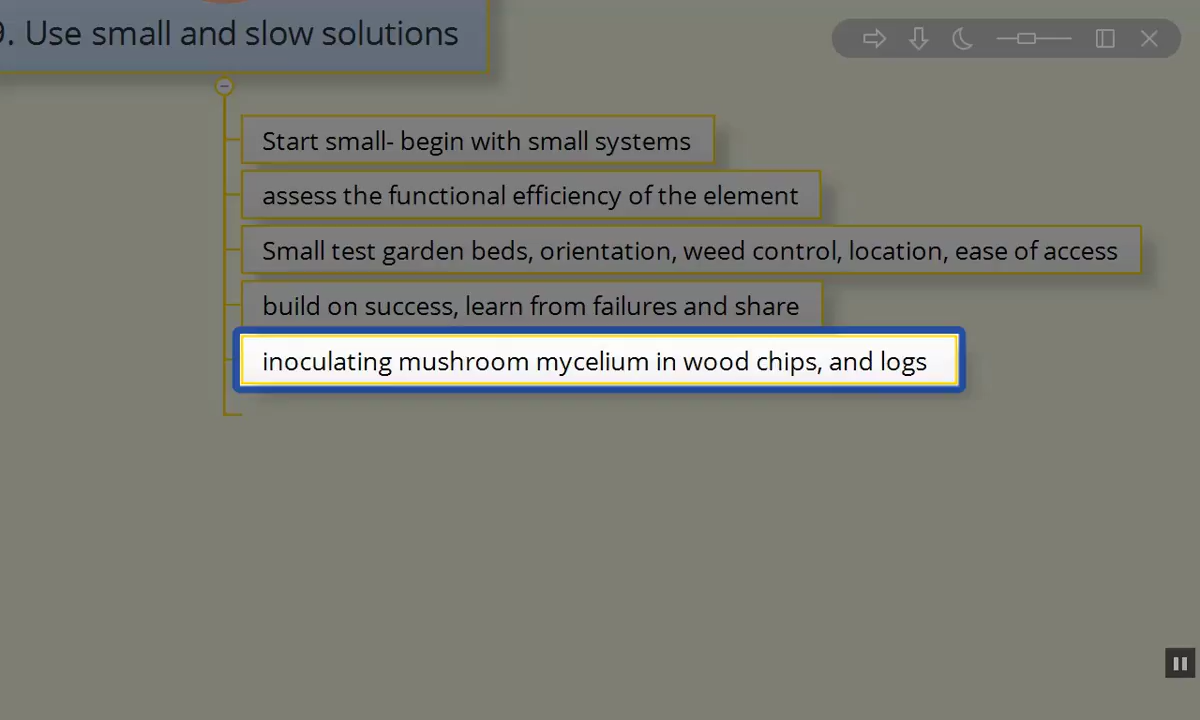 9. Use small and slow solutions
Start small- begin with small systems
assess the functional efficiency of the element
Small test garden beds, orientation, weed control, location, ease of access
build on success, learn from failures and share
inoculating mushroom mycelium in wood chips, and logs